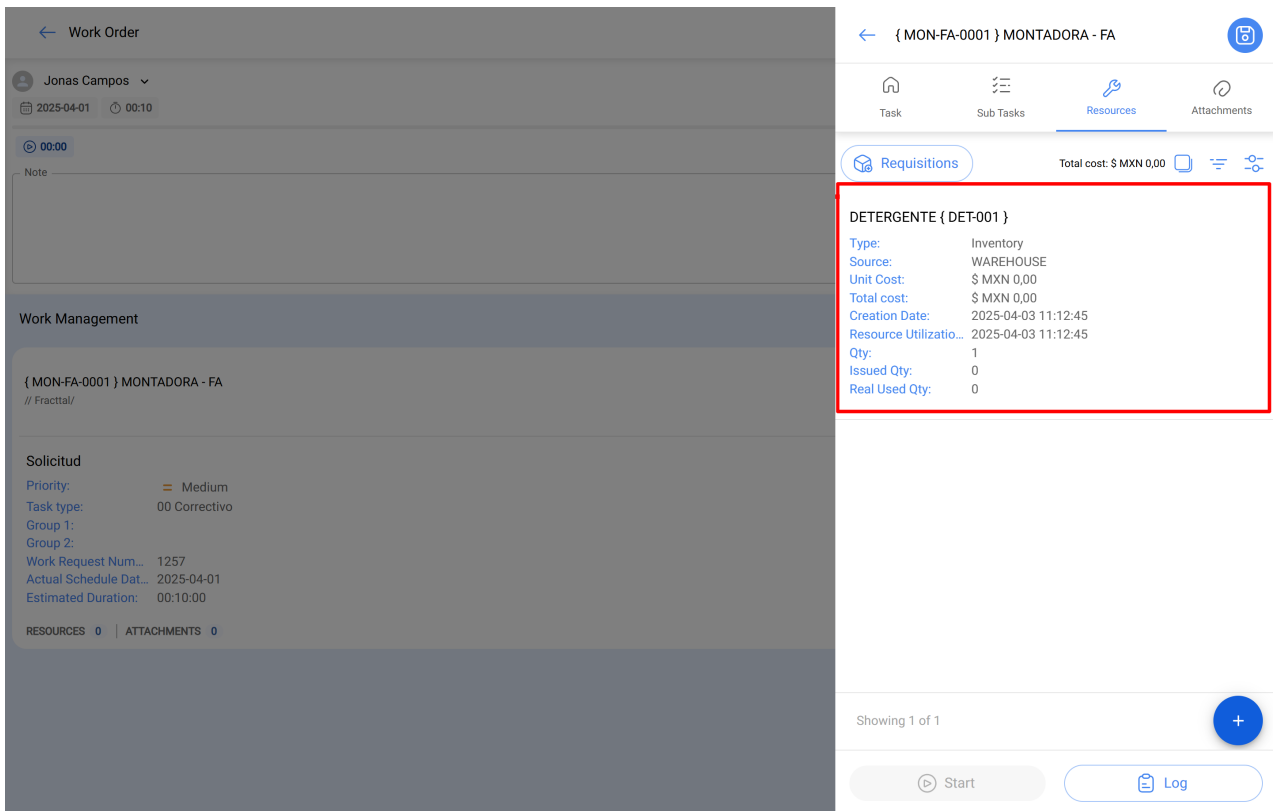 Work Order
Jonas Campos
2025-04-01 00:10
00:00
Note
Work Management
{ MON-FA-0001 } MONTADORA - FA
// Fracttal/
Solicitud
Priority: Medium
Task type: 00 Correctivo
Group 1:
Group 2:
Work Request Num... 1257
Actual Schedule Dat... 2025-04-01
Estimated Duration: 00:10:00
RESOURCES 0 ATTACHMENTS 0
{ MON-FA-0001 } MONTADORA - FA
Task Sub Tasks Resources Attachments
Requisitions Total cost: $ MXN 0,00
DETERGENTE { DET-001 }
Type: Inventory
Source: WAREHOUSE
Unit Cost: $ MXN 0,00
Total cost: $ MXN 0,00
Creation Date: 2025-04-03 11:12:45
Resource Utilizatio... 2025-04-03 11:12:45
Qty: 1
Issued Qty: 0
Real Used Qty: 0
Showing 1 of 1
Start Log